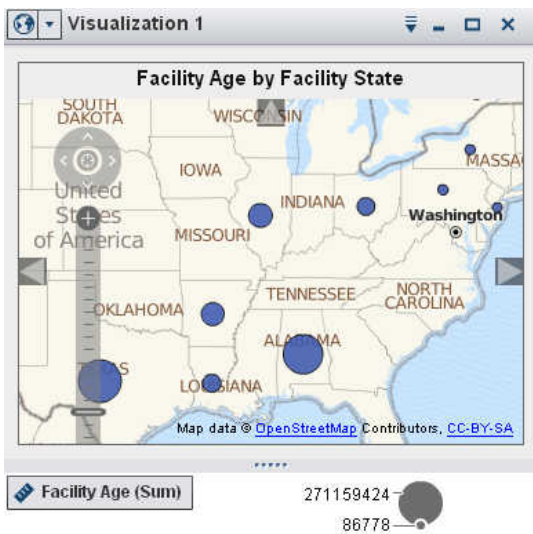 Visualization 1
Facility Age by Facility State
SOUTH
DAKOTA
WISCONSIN
MASSA
IOWA
United
States
of America
INDIANA
Washington
MISSOURI
OKLAHOMA
TENNESSEE
NORTH
CAROLINA
ALABAMA
TEXAS
LOUISIANA
Map data © OpenStreetMap Contributors, CC-BY-SA
Facility Age (Sum)
271159424
86778